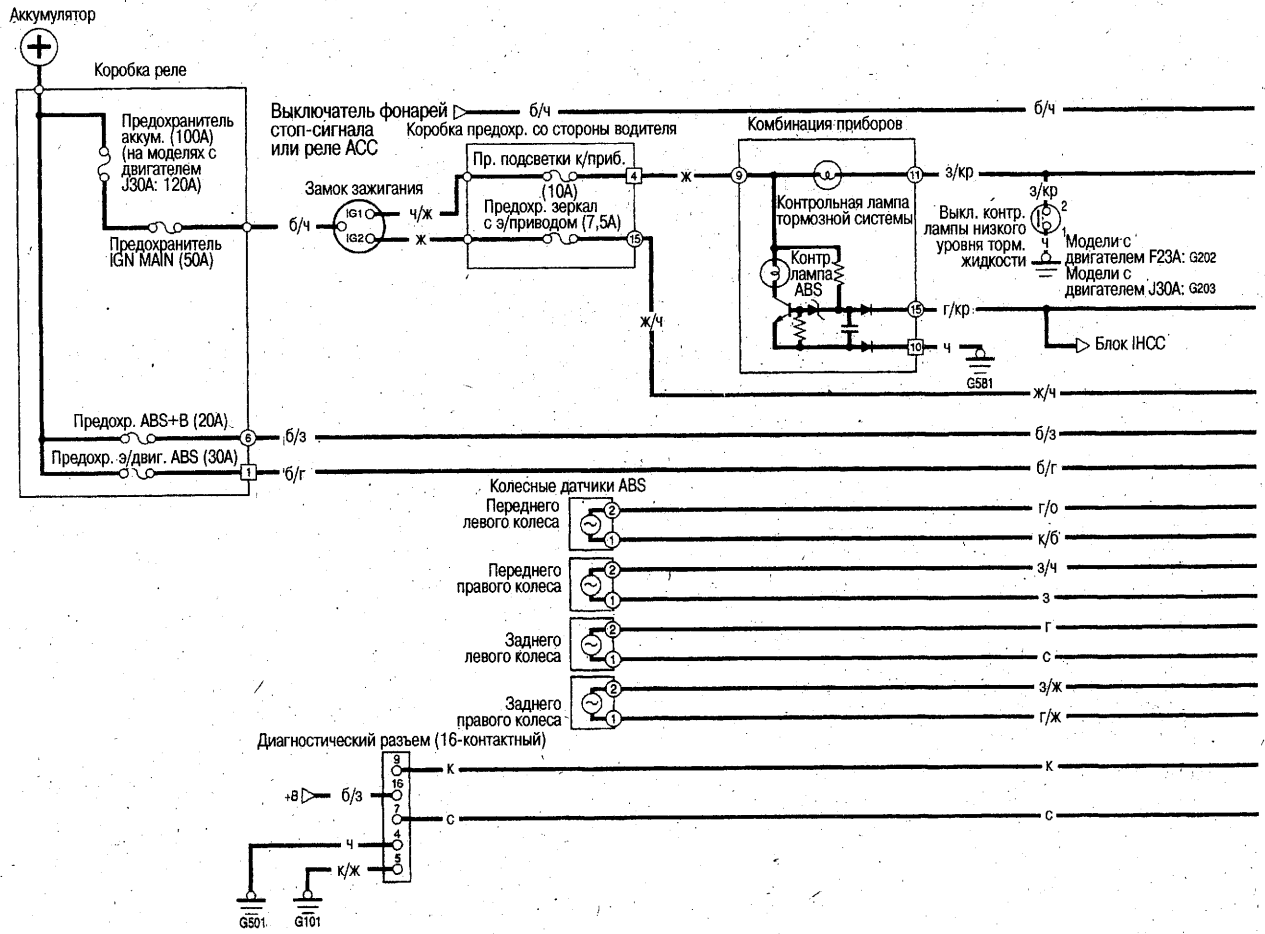 Аккумулятор
Коробка реле
Предохранитель
аккум. (100А)
(на моделях с
двигателем
J30A: 120A)
Предохранитель
IGN MAIN (50А)
б/ч
Замок зажигания
IG1
IG2
ч/ж
ж
Выключатель фонарей
стоп-сигнала
или реле АСС
б/ч
б/ч
Коробка предохр. со стороны водителя
Пр. подсветки к/приб.
(10А)
4
Предохр. зеркал
с э/приводом (7,5А)
15
ж
ж/ч
Комбинация приборов
9
11
Контрольная лампа
тормозной системы
Контр.
лампа
ABS
15
10
з/кр
з/кр
2
1
ч
Выкл. контр.
лампы низкого
уровня торм.
жидкости
Модели с
двигателем F23A: G202
Модели с
двигателем J30A: G203
г/кр
Блок IHCC
ч
G581
ж/ч
Предохр. ABS+B (20А)
6
б/з
б/з
Предохр. э/двиг. ABS (30А)
1
б/г
б/г
Колесные датчики ABS
Переднего
левого колеса
2
1
г/о
к/б
Переднего
правого колеса
2
1
з/ч
з
Заднего
левого колеса
2
1
г
с
Заднего
правого колеса
2
1
з/ж
г/ж
Диагностический разъем (16-контактный)
9
к
к
+В
б/з
16
7
с
с
ч
4
к/ж
5
G501
G101